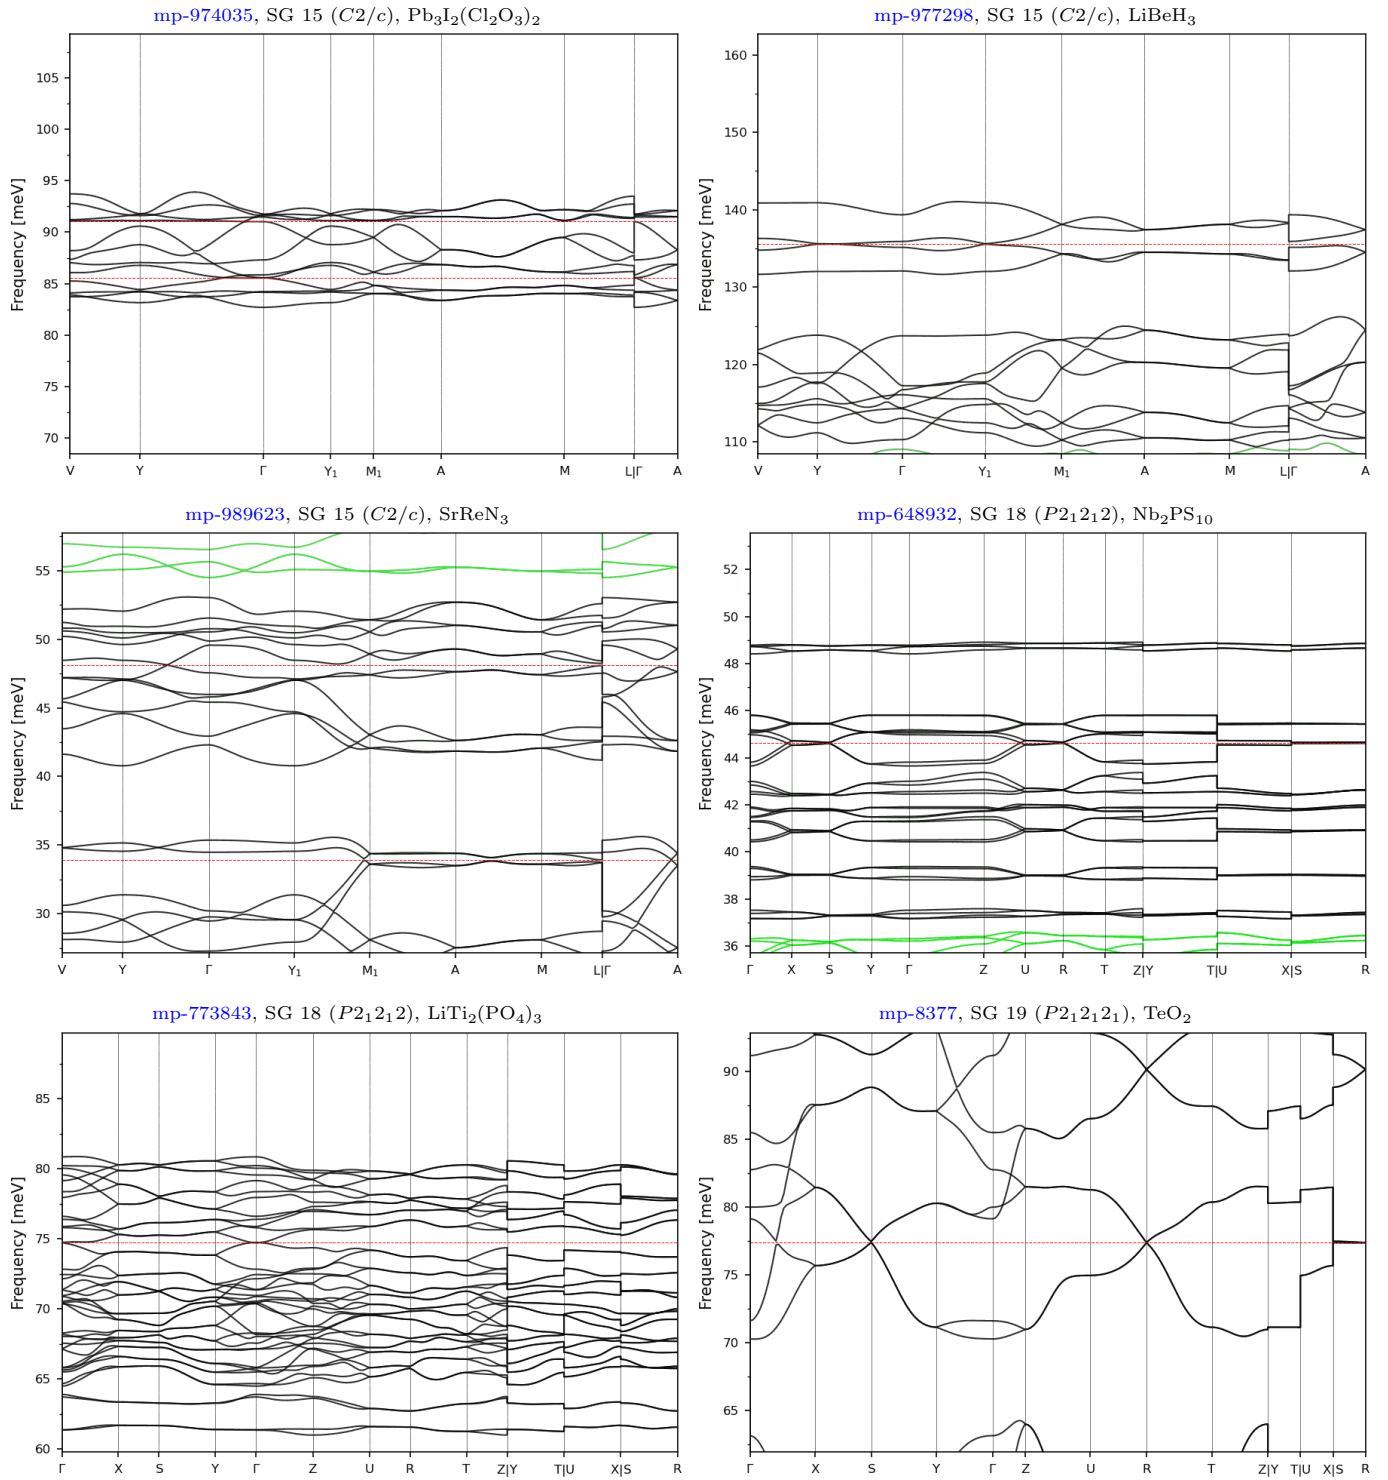 mp-974035, SG 15 (C2/c), Pb₃I₂(Cl₂O₃)₂
Frequency [meV]
105
100
95
90
85
80
75
70
V Y Γ Y₁ M₁ A M L|Γ A
mp-977298, SG 15 (C2/c), LiBeH₃
Frequency [meV]
160
150
140
130
120
110
V Y Γ Y₁ M₁ A M L|Γ A
mp-989623, SG 15 (C2/c), SrReN₃
Frequency [meV]
55
50
45
40
35
30
V Y Γ Y₁ M₁ A M L|Γ A
mp-648932, SG 18 (P2₁2₁2), Nb₂PS₁₀
Frequency [meV]
52
50
48
46
44
42
40
38
36
Γ X S Y Γ Z U R T Z|Y T|U X|S R
mp-773843, SG 18 (P2₁2₁2), LiTi₂(PO₄)₃
Frequency [meV]
85
80
75
70
65
60
Γ X S Y Γ Z U R T Z|Y T|U X|S R
mp-8377, SG 19 (P2₁2₁2₁), TeO₂
Frequency [meV]
90
85
80
75
70
65
Γ X S Y Γ Z U R T Z|Y T|U X|S R